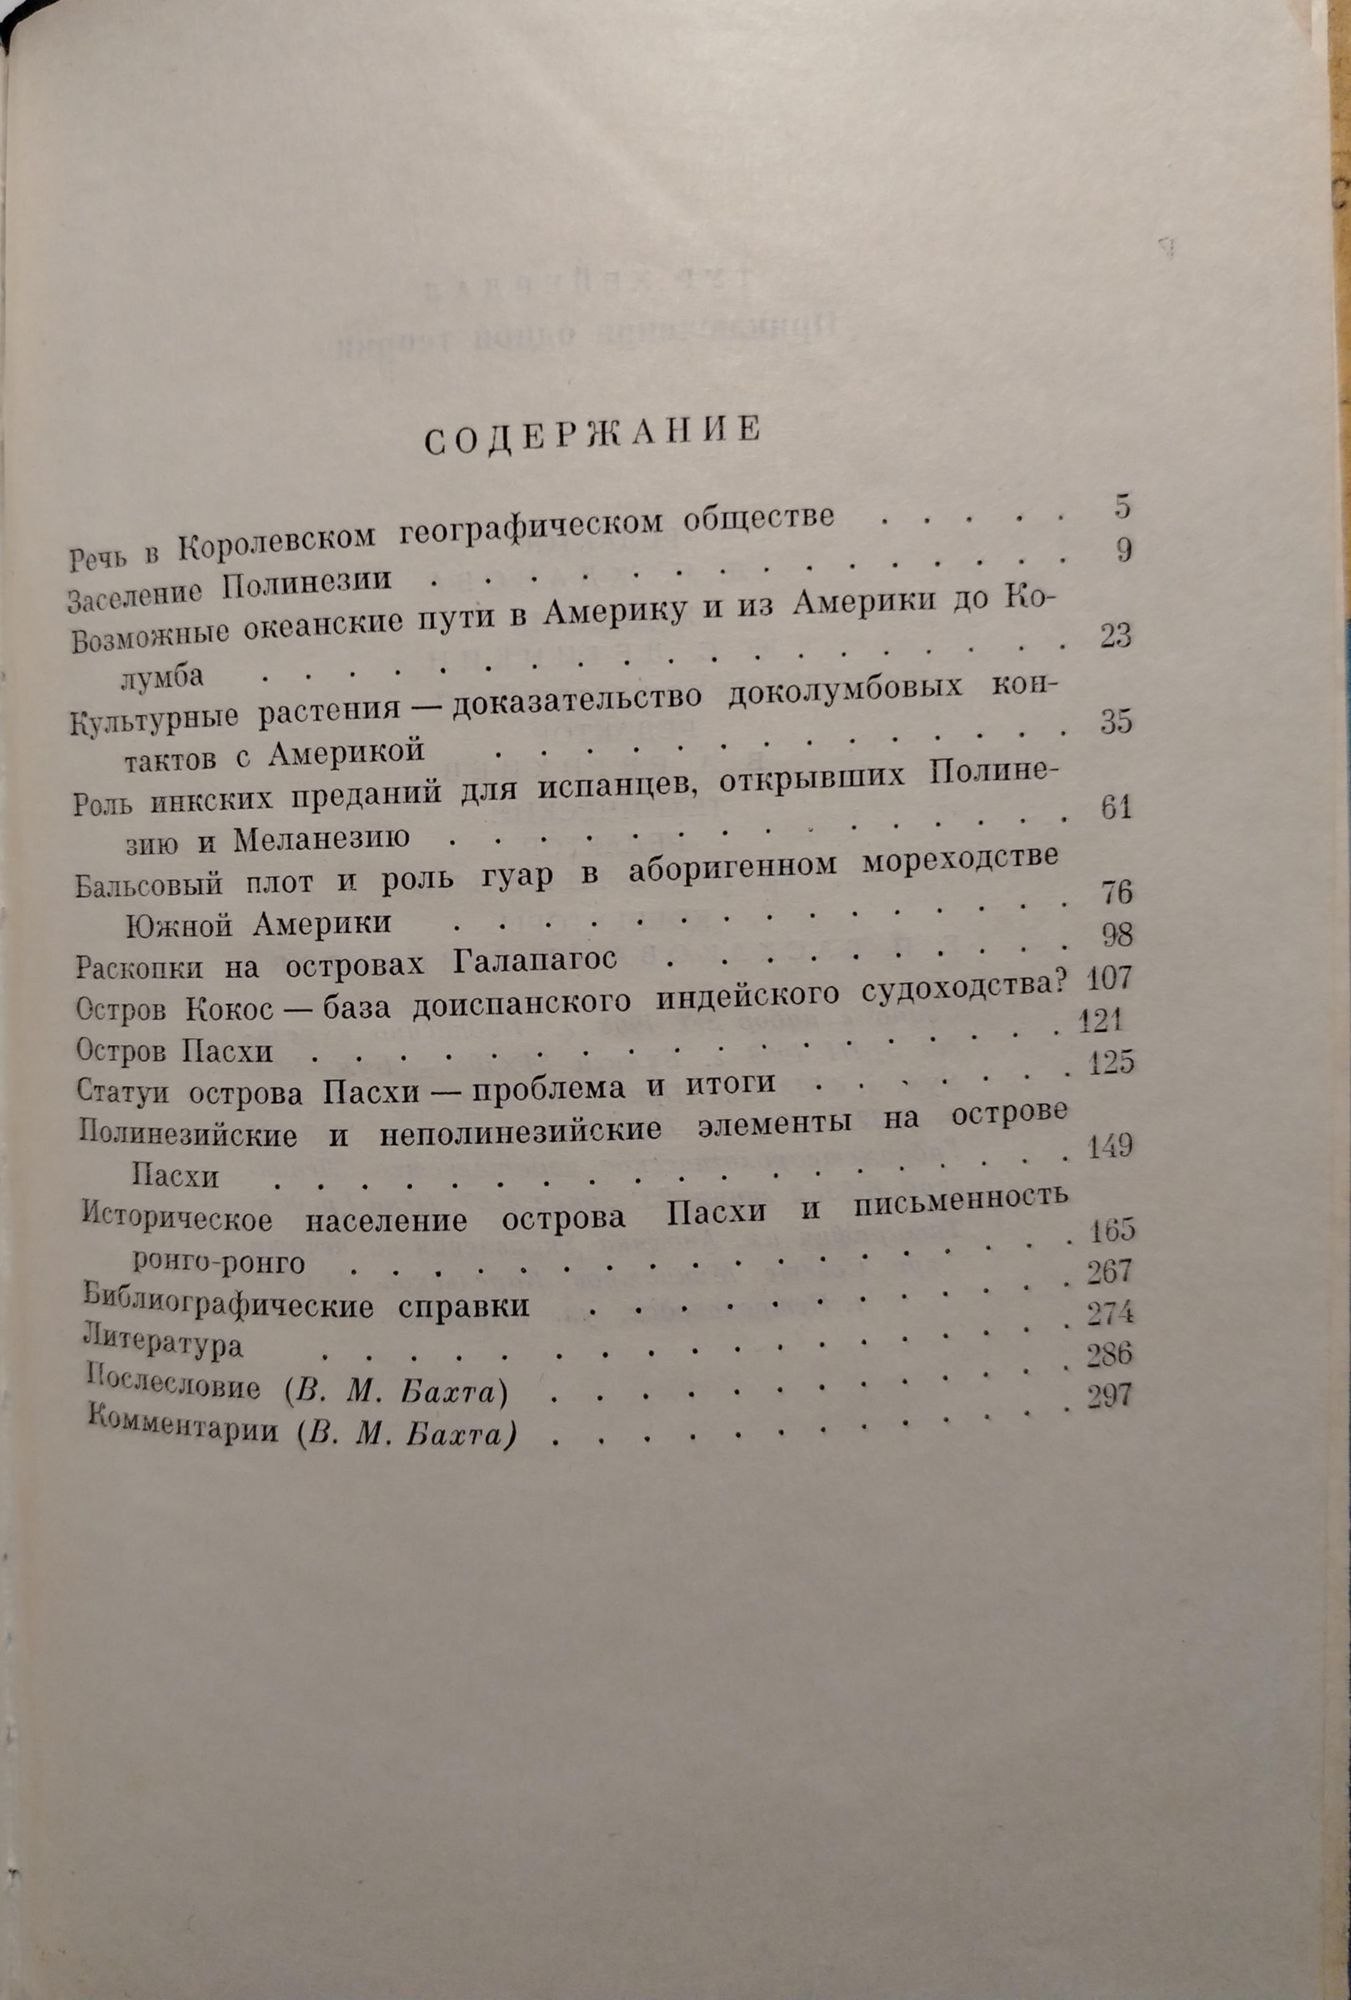 СОДЕРЖАНИЕ
Речь в Королевском географическом обществе . . . . . 5
Заселение Полинезии . . . . . . . . . . . . . . 9
Возможные океанские пути в Америку и из Америки до Ко-
лумба . . . . . . . . . . . . . . . . . . 23
Культурные растения — доказательство доколумбовых кон-
тактов с Америкой . . . . . . . . . . . . . 35
Роль инкских преданий для испанцев, открывших Полине-
зию и Меланезию . . . . . . . . . . . . . . 61
Бальсовый плот и роль гуар в аборигенном мореходстве
Южной Америки . . . . . . . . . . . . . . 76
Раскопки на островах Галапагос . . . . . . . . . 98
Остров Кокос — база доиспанского индейского судоходства? 107
Остров Пасхи . . . . . . . . . . . . . . . . . 121
Статуи острова Пасхи — проблема и итоги . . . . . . 125
Полинезийские и неполинезийские элементы на острове
Пасхи . . . . . . . . . . . . . . . . . . 149
Историческое население острова Пасхи и письменность
ронго-ронго . . . . . . . . . . . . . . . . 165
Библиографические справки . . . . . . . . . . . 267
Литература . . . . . . . . . . . . . . . . . 274
Послесловие (В. М. Бахта) . . . . . . . . . . . . 286
Комментарии (В. М. Бахта) . . . . . . . . . . . . 297